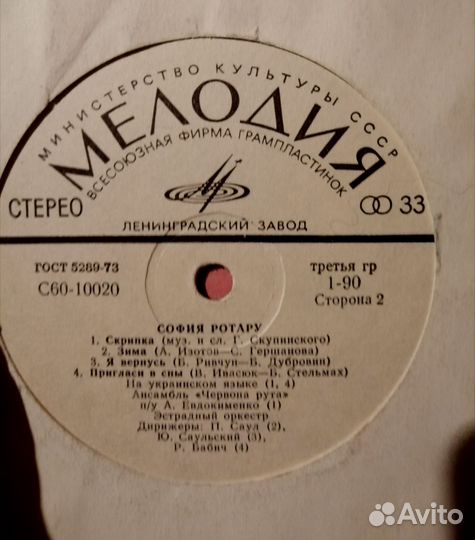 МИНИСТЕРСТВО КУЛЬТУРЫ СССР
МЕЛОДИЯ
ВСЕСОЮЗНАЯ ФИРМА ГРАМПЛАСТИНОК
СТЕРЕО
33
ЛЕНИНГРАДСКИЙ ЗАВОД
ГОСТ 5289-73
С60-10020
третья гр
1-90
Сторона 2
СОФИЯ РОТАРУ
1. Скрипка (муз. и сл. Г. Скупинского)
2. Зима (А. Изотов—С. Гершанова)
3. Я вернусь (Б. Ривчун—Б. Дубровин)
4. Пригласи в сны (В. Ивасюк—Б. Стельмах)
На украинском языке (1, 4)
Ансамбль «Червона рута»
п/у А. Евдокименко (1)
Эстрадный оркестр
Дирижеры: П. Саул (2),
Ю. Саульский (3),
Р. Бабич (4)
Avito